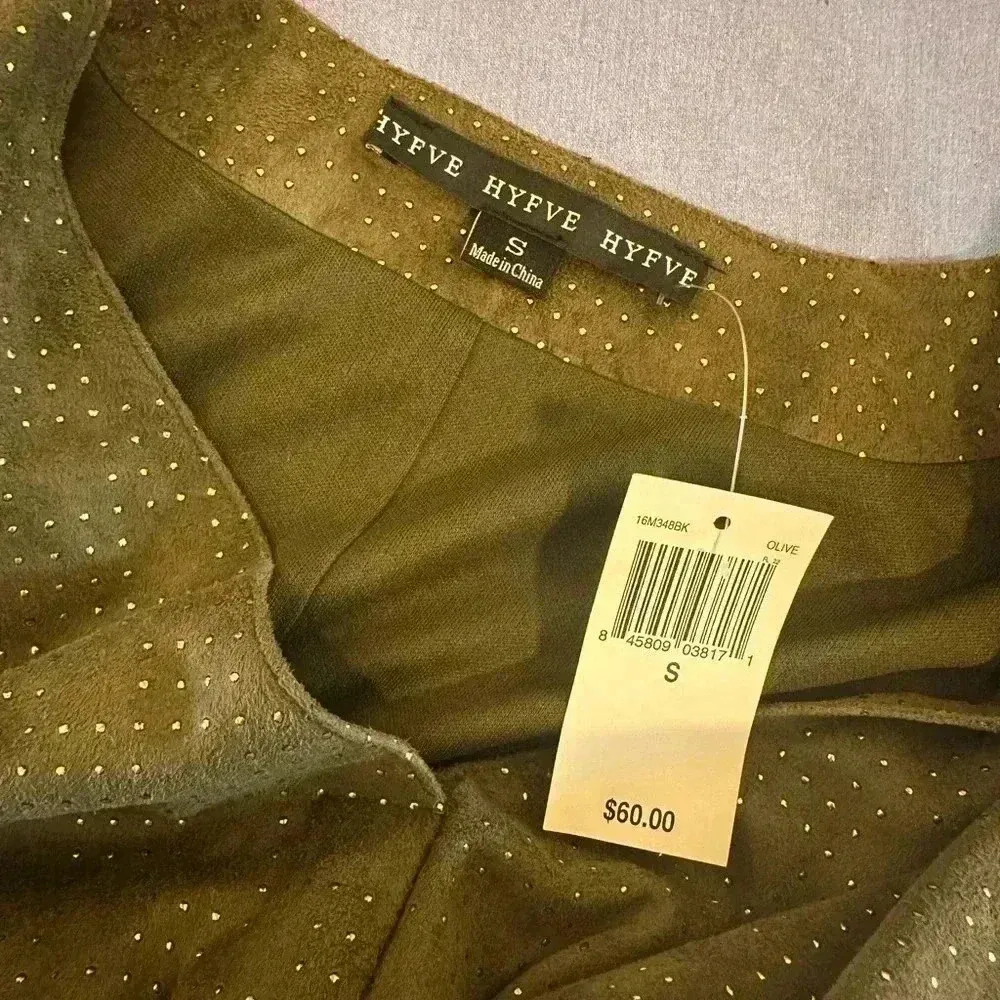 HYFVE HYFVE HYFVE
S
Made in China
16M348BK
OLIVE
8 45809 03817 1
S
$60.00